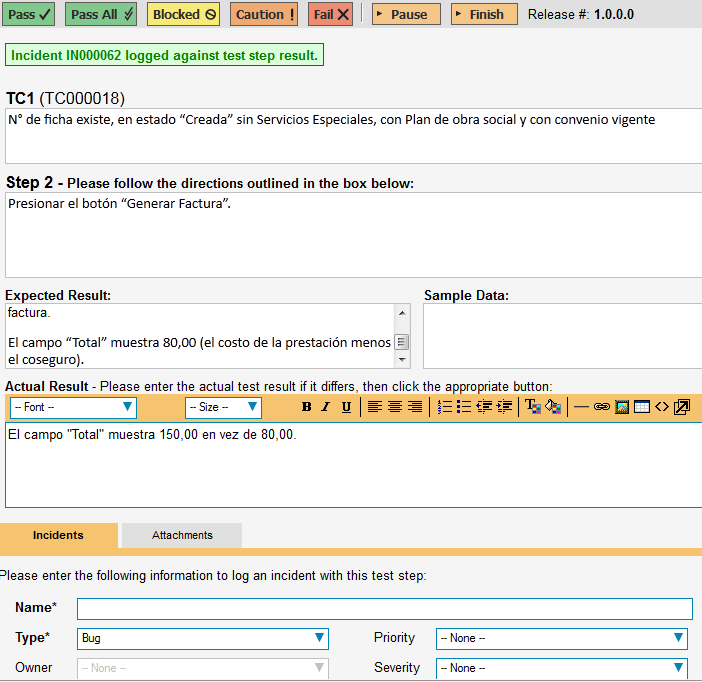 Pass Pass All Blocked Caution ! Fail Pause Finish Release #: 1.0.0.0
Incident IN000062 logged against test step result.
TC1 (TC000018)
N° de ficha existe, en estado “Creada” sin Servicios Especiales, con Plan de obra social y con convenio vigente
Step 2 - Please follow the directions outlined in the box below:
Presionar el botón “Generar Factura”.
Expected Result: Sample Data:
factura.
El campo “Total” muestra 80,00 (el costo de la prestación menos
el coseguro).
Actual Result - Please enter the actual test result if it differs, then click the appropriate button:
-- Font -- -- Size -- B I U
El campo "Total" muestra 150,00 en vez de 80,00.
Incidents Attachments
Please enter the following information to log an incident with this test step:
Name*
Type* Bug Priority -- None --
Owner -- None -- Severity -- None --